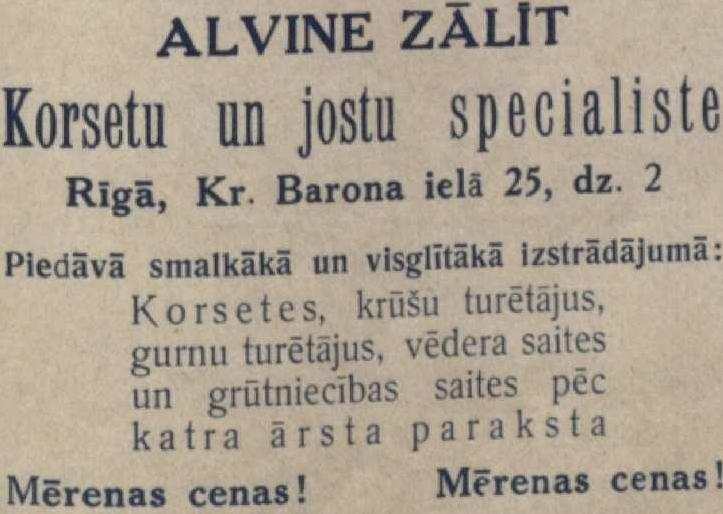 ALVINE ZĀLĪT
Korsetu un jostu specialiste
Rīgā, Kr. Barona ielā 25, dz. 2
Piedāvā smalkākā un visglītākā izstrādājumā:
Korsetes, krūšu turētājus,
gurnu turētājus, vēdera saites
un grūtniecības saites pēc
katra ārsta paraksta
Mērenas cenas! Mērenas cenas!